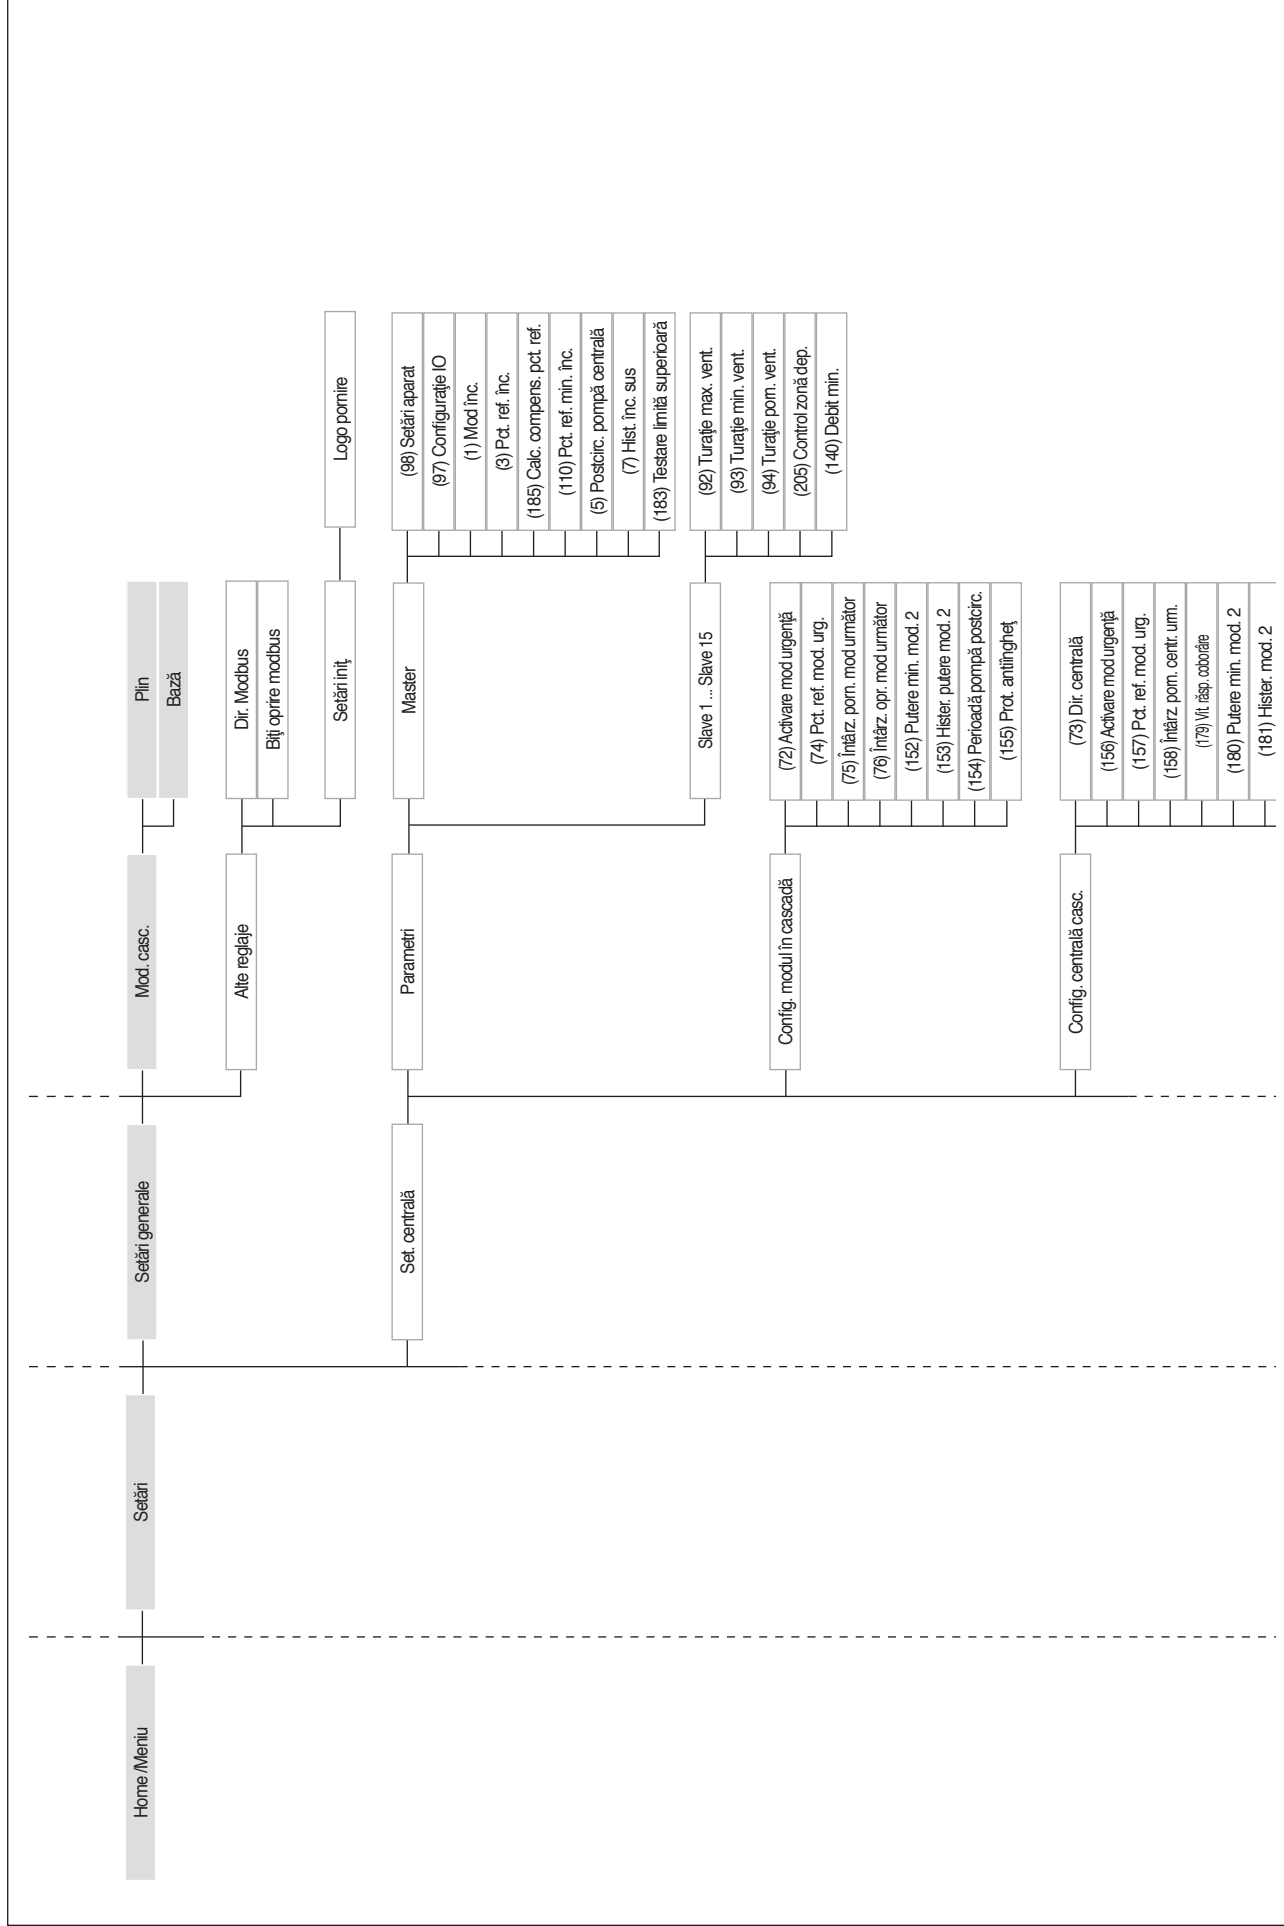 Home /Meniu
Setări
Setări generale
Mod. casc.
Plin
Bază
Alte reglaje
Dir. Modbus
Biţi oprire modbus
Setări iniţ.
Logo pornire
Set. centrală
Parametri
Master
(98) Setări aparat
(97) Configuraţie IO
(1) Mod înc.
(3) Pct. ref. înc.
(185) Calc. compens. pct. ref.
(110) Pct. ref. min. înc.
(5) Postcirc. pompă centrală
(7) Hist. înc. sus
(183) Testare limită superioară
Slave 1 ... Slave 15
(92) Turaţie max. vent.
(93) Turaţie min. vent.
(94) Turaţie porn. vent.
(205) Control zonă dep.
(140) Debit min.
Config. modul în cascadă
(72) Activare mod urgenţă
(74) Pct. ref. mod. urg.
(75) Întârz. porn. mod următor
(76) Întârz. opr. mod următor
(152) Putere min. mod. 2
(153) Hister. putere mod. 2
(154) Perioadă pompă postcirc.
(155) Prot. antîîngheţ
Config. centrală casc.
(73) Dir. centrală
(156) Activare mod urgenţă
(157) Pct. ref. mod. urg.
(158) Întârz. porn. centr. urm.
(179) Vit. răsp. coborâre
(180) Putere min. mod. 2
(181) Hister. mod. 2